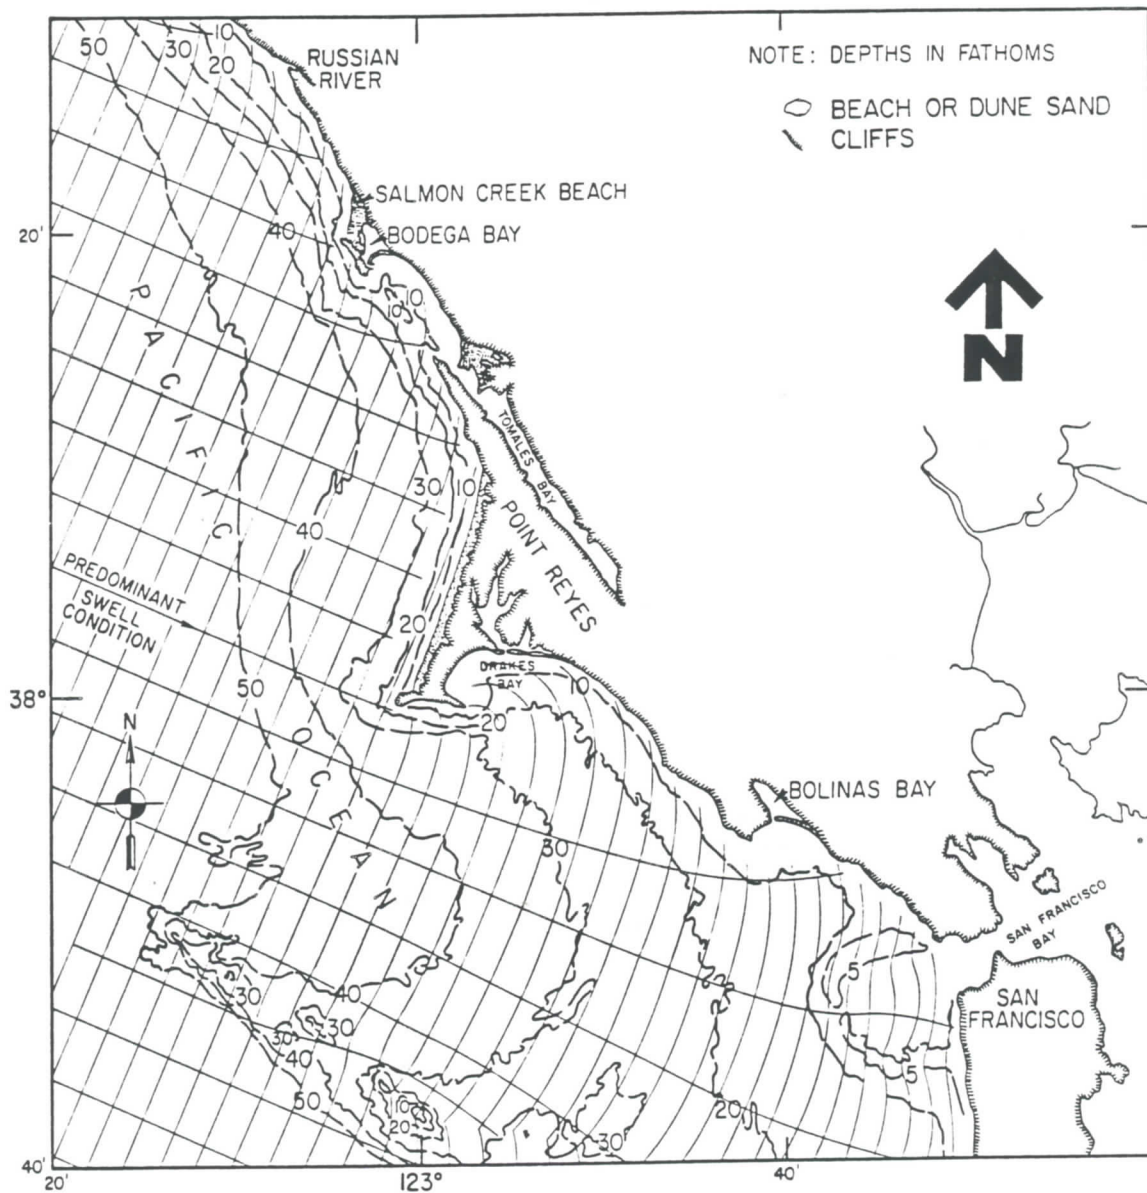 NOTE: DEPTHS IN FATHOMS
BEACH OR DUNE SAND
CLIFFS
50
30
10
20
RUSSIAN
RIVER
SALMON CREEK BEACH
BODEGA BAY
20'
40
10
10
N
PACIFIC OCEAN
TOMALES
BAY
30
10
40
POINT REYES
PREDOMINANT
SWELL
CONDITION
20
DRAKES
BAY
10
50
38°
20
N
BOLINAS BAY
30
SAN FRANCISCO
BAY
5
30
40
30
SAN
FRANCISCO
30
40
50
10
20
5
20
30
40'
20'
123°
40'